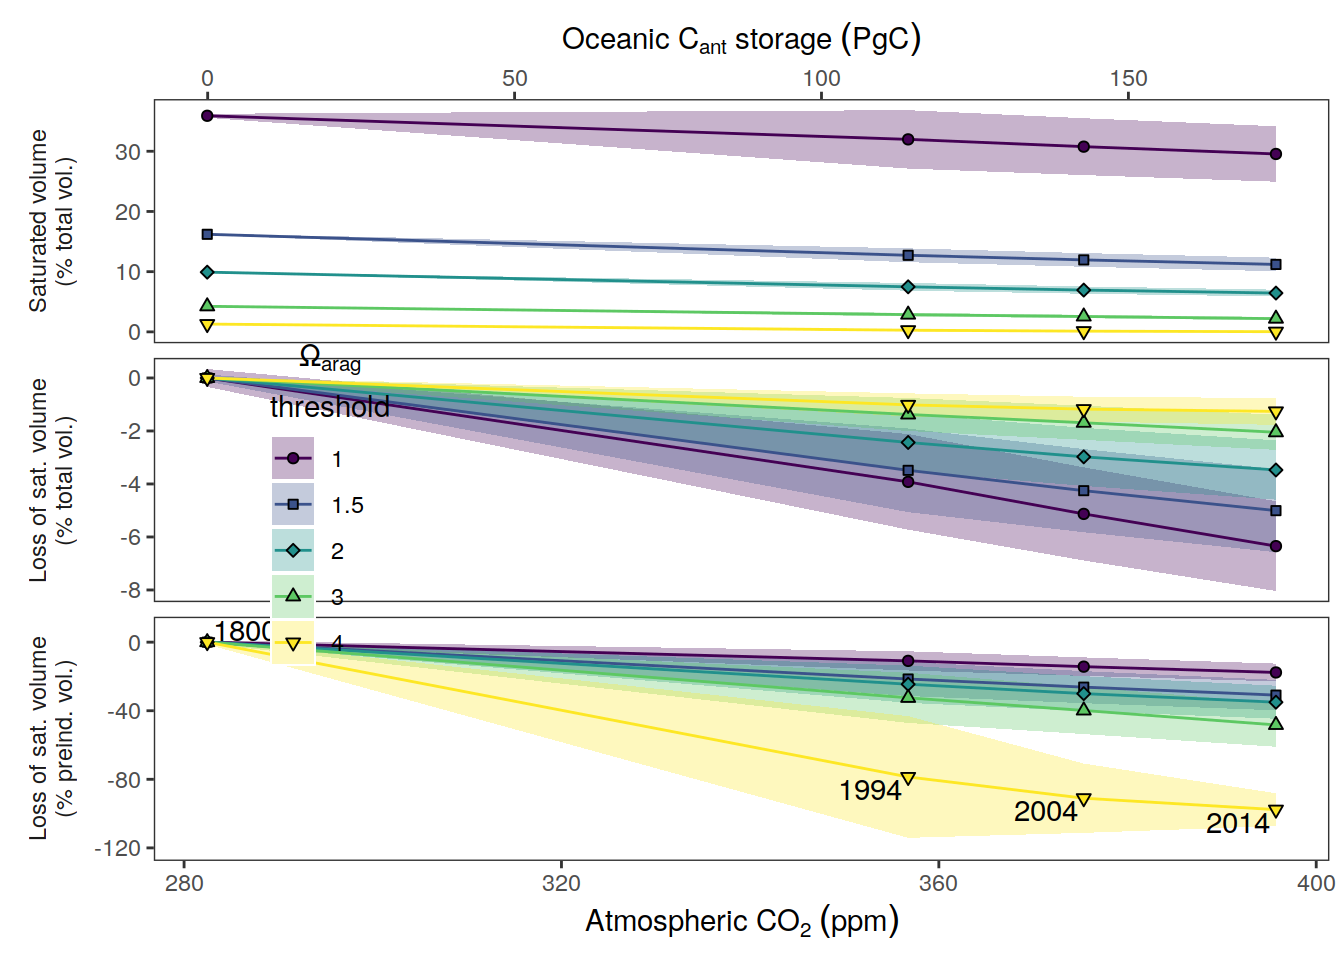 Oceanic Cant storage (PgC)
0 50 100 150
Saturated volume
(% total vol.)
30
20
10
0
Loss of sat. volume
(% total vol.)
0
-2
-4
-6
-8
Ωarag
threshold
1
1.5
2
3
4
Loss of sat. volume
(% preind. vol.)
0
-40
-80
-120
1800
1994
2004
2014
280 320 360 400
Atmospheric CO2 (ppm)